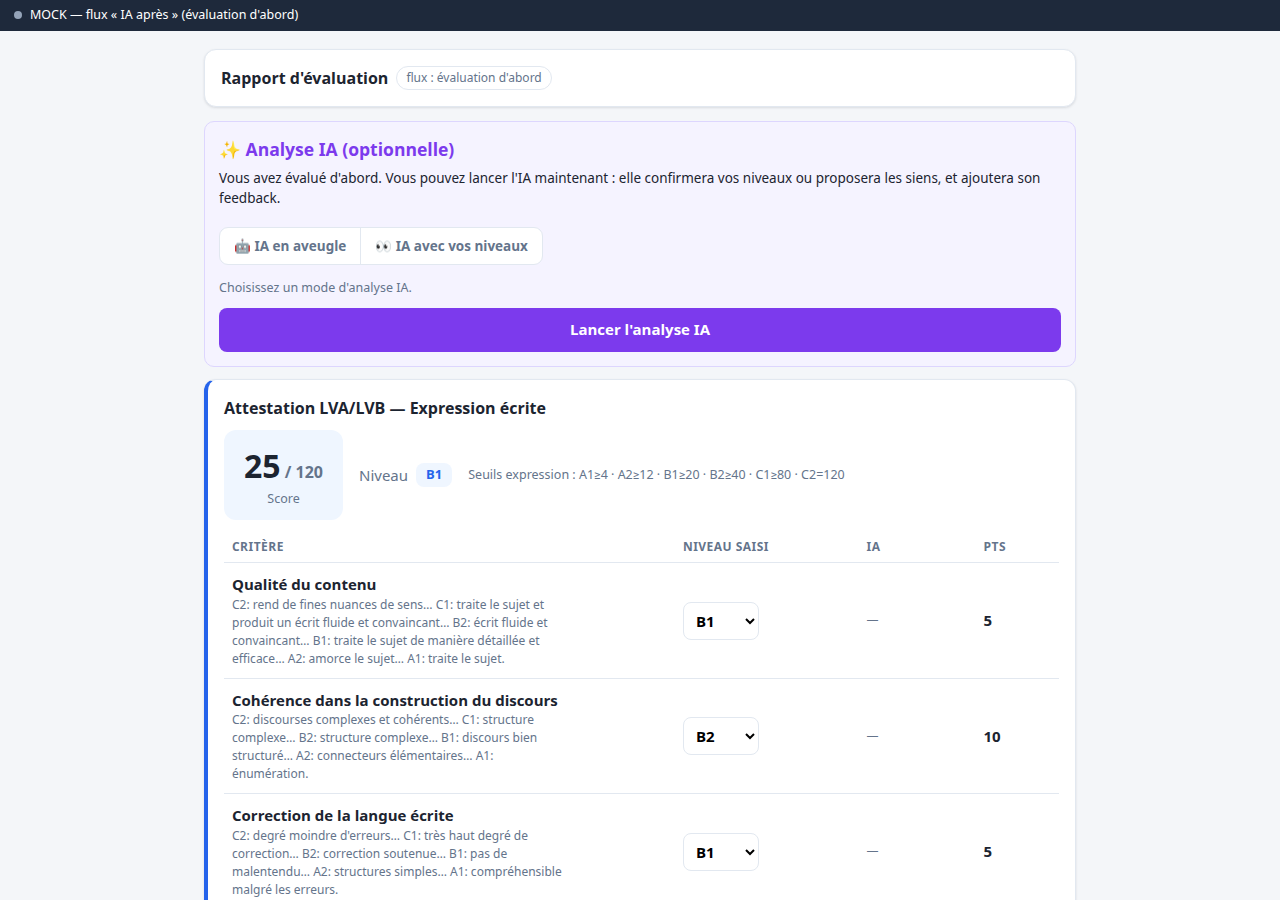 MOCK — flux « IA après » (évaluation d'abord)
Rapport d'évaluation flux : évaluation d'abord
✨ Analyse IA (optionnelle)
Vous avez évalué d'abord. Vous pouvez lancer l'IA maintenant : elle confirmera vos niveaux ou proposera les siens, et ajoutera son
feedback.
🤖 IA en aveugle 👀 IA avec vos niveaux
Choisissez un mode d'analyse IA.
Lancer l'analyse IA
Attestation LVA/LVB — Expression écrite
25 / 120
Score
Niveau B1 Seuils expression : A1≥4 · A2≥12 · B1≥20 · B2≥40 · C1≥80 · C2=120
CRITÈRE NIVEAU SAISI IA PTS
Qualité du contenu
C2: rend de fines nuances de sens... C1: traite le sujet et
produit un écrit fluide et convaincant... B2: écrit fluide et
convaincant... B1: traite le sujet de manière détaillée et
efficace... A2: amorce le sujet... A1: traite le sujet.
B1 — 5
Cohérence dans la construction du discours
C2: discourses complexes et cohérents... C1: structure
complexe... B2: structure complexe... B1: discours bien
structuré... A2: connecteurs élémentaires... A1:
énumération.
B2 — 10
Correction de la langue écrite
C2: degré moindre d'erreurs... C1: très haut degré de
correction... B2: correction soutenue... B1: pas de
malentendu... A2: structures simples... A1: compréhensible
malgré les erreurs.
B1 — 5